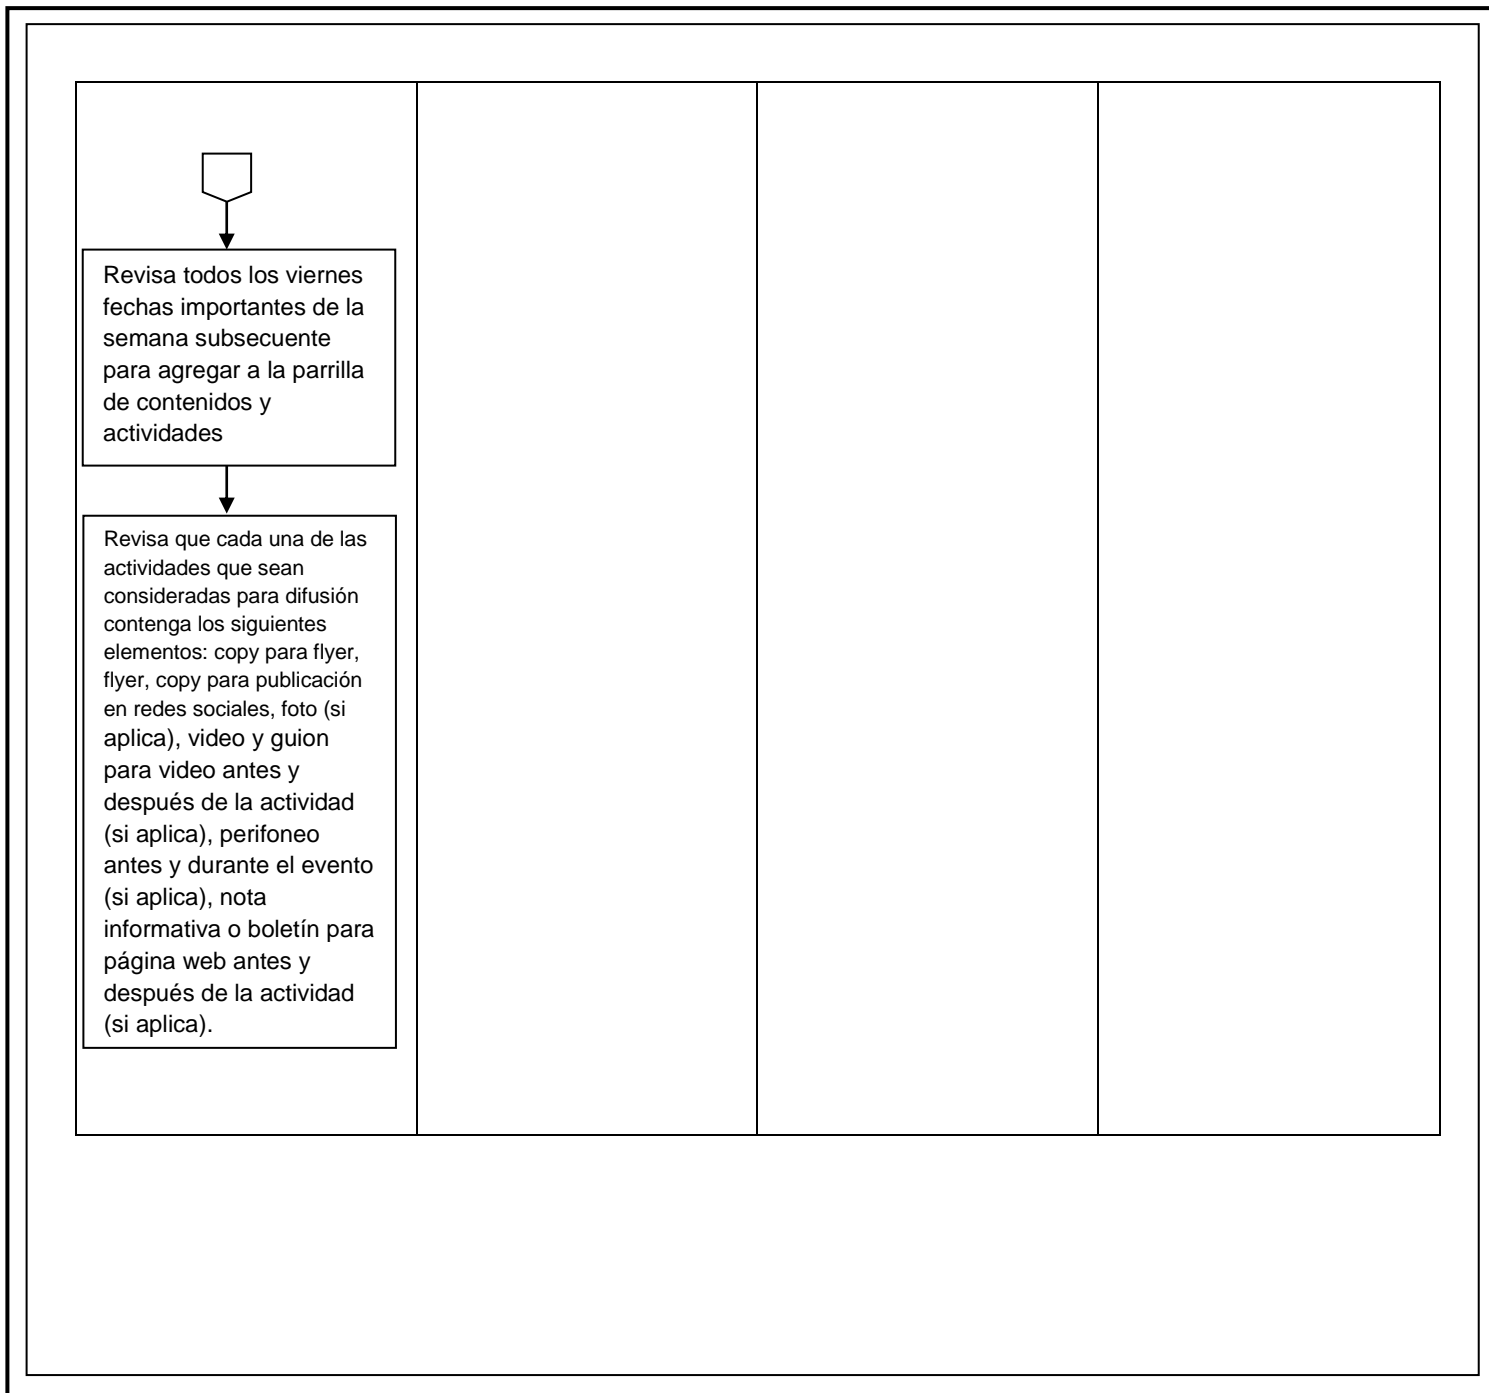 Revisa todos los viernes
fechas importantes de la
semana subsecuente
para agregar a la parrilla
de contenidos y
actividades
Revisa que cada una de las
actividades que sean
consideradas para difusión
contenga los siguientes
elementos: copy para flyer,
flyer, copy para publicación
en redes sociales, foto (si
aplica), video y guion
para video antes y
después de la actividad
(si aplica), perifoneo
antes y durante el evento
(si aplica), nota
informativa o boletín para
página web antes y
después de la actividad
(si aplica).